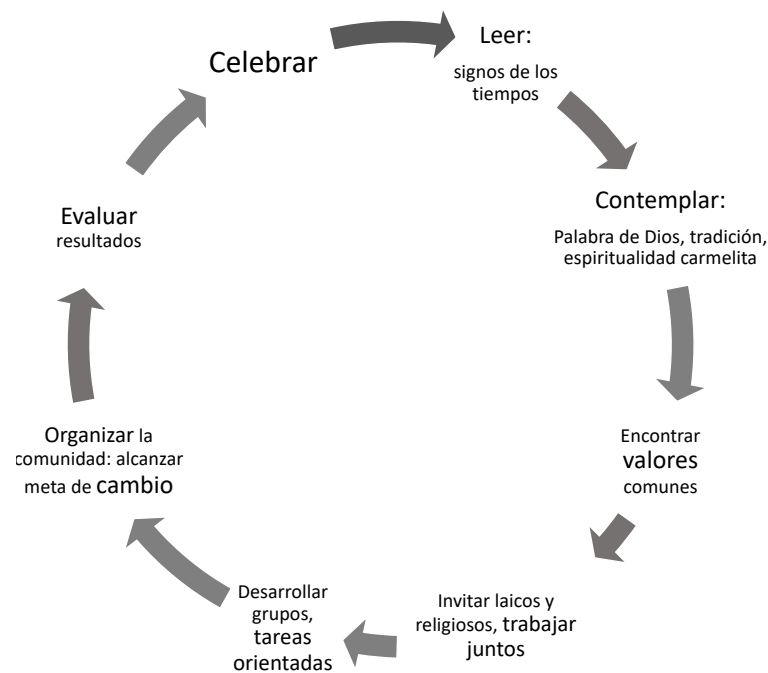 Celebrar
Leer:
signos de los
tiempos
Contemplar:
Palabra de Dios, tradición,
espiritualidad carmelita
Encontrar
valores
comunes
Invitar laicos y
religiosos, trabajar
juntos
Desarrollar
grupos,
tareas
orientadas
Organizar la
comunidad: alcanzar
meta de cambio
Evaluar
resultados